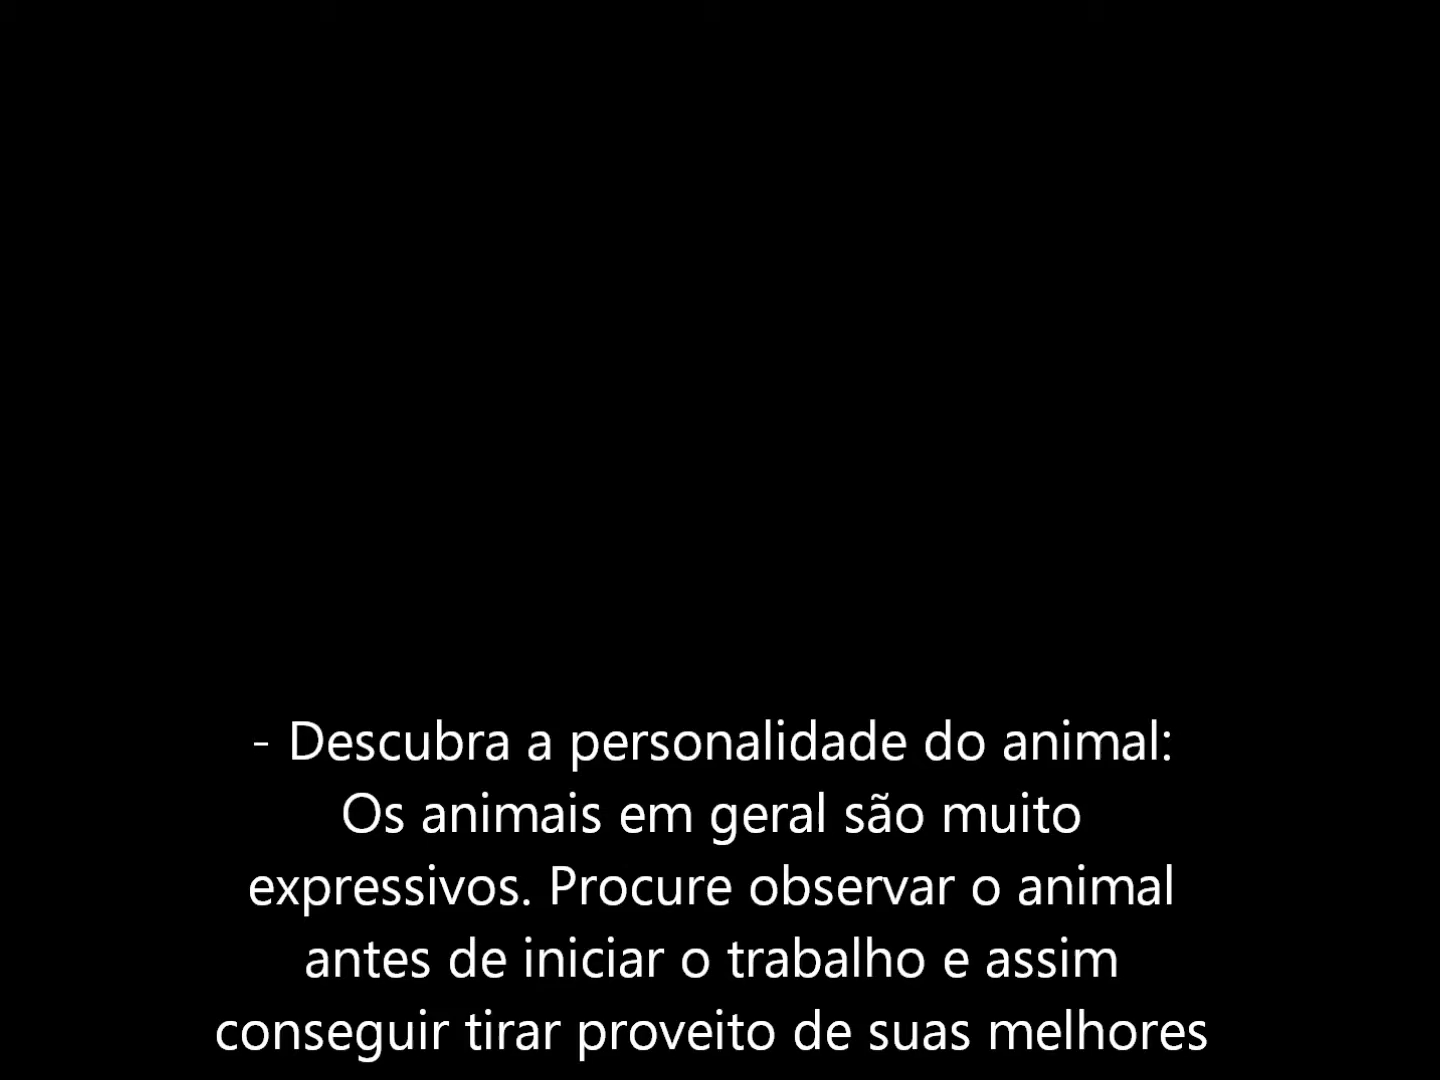 - Descubra a personalidade do animal:
Os animais em geral são muito
expressivos. Procure observar o animal
antes de iniciar o trabalho e assim
conseguir tirar proveito de suas melhores